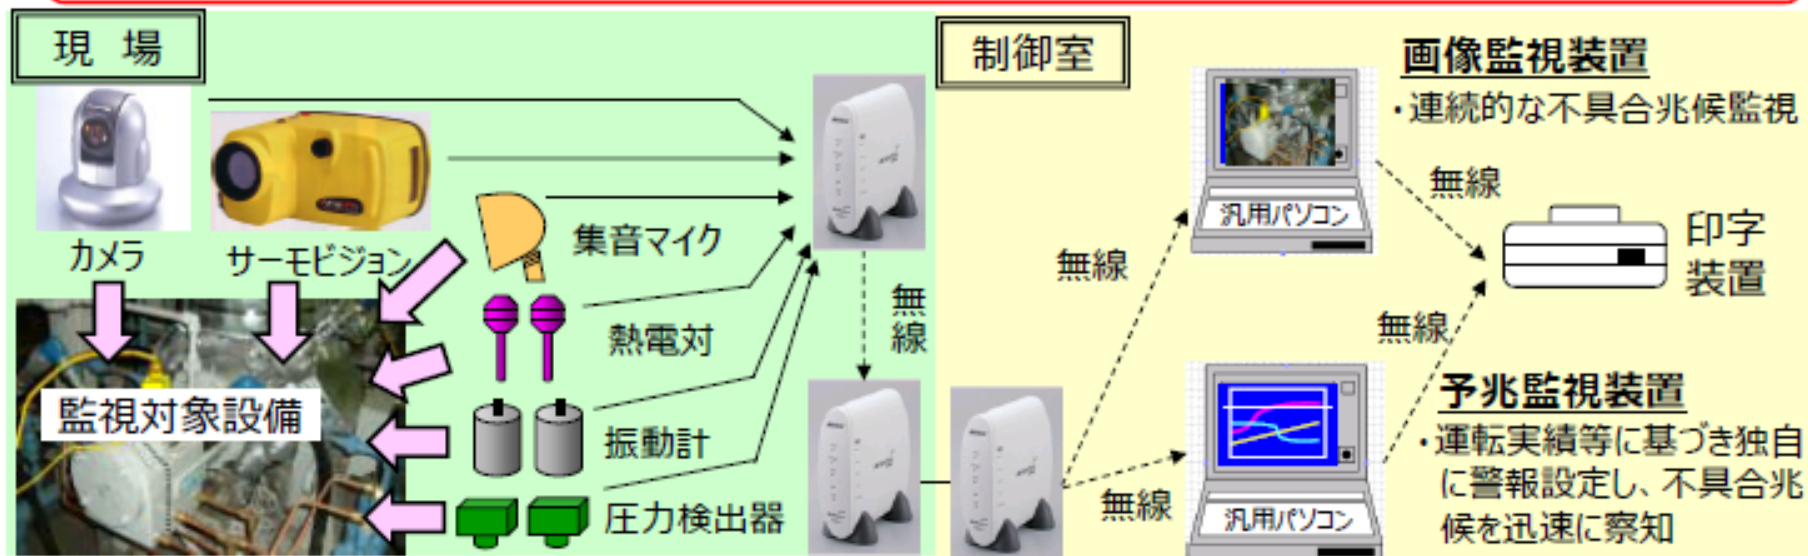 現 場
制御室
画像監視装置
・連続的な不具合兆候監視
無線
汎用パソコン
印字
装置
集音マイク
カメラ
サーモビジョン
無線
無
線
熱電対
無線
監視対象設備
予兆監視装置
振動計
・運転実績等に基づき独自
に警報設定し、不具合兆
候を迅速に察知
圧力検出器
無線
汎用パソコン